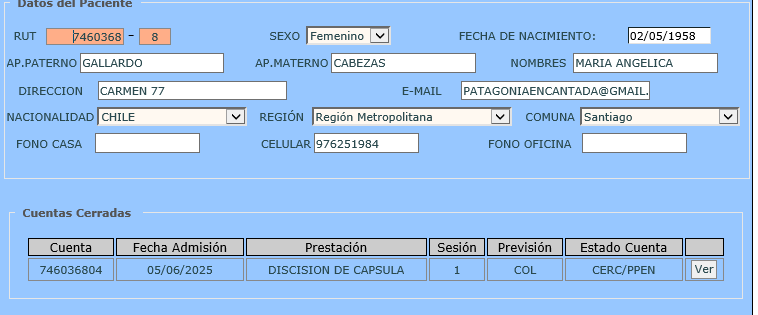 Datos del Paciente
RUT 7460368 - 8 SEXO Femenino FECHA DE NACIMIENTO: 02/05/1958
AP.PATERNO GALLARDO AP.MATERNO CABEZAS NOMBRES MARIA ANGELICA
DIRECCION CARMEN 77 E-MAIL PATAGONIAENCANTADA@GMAIL.
NACIONALIDAD CHILE REGIÓN Región Metropolitana COMUNA Santiago
FONO CASA CELULAR 976251984 FONO OFICINA
Cuentas Cerradas
Cuenta Fecha Admisión Prestación Sesión Previsión Estado Cuenta
746036804 05/06/2025 DISCISION DE CAPSULA 1 COL CERC/PPEN Ver